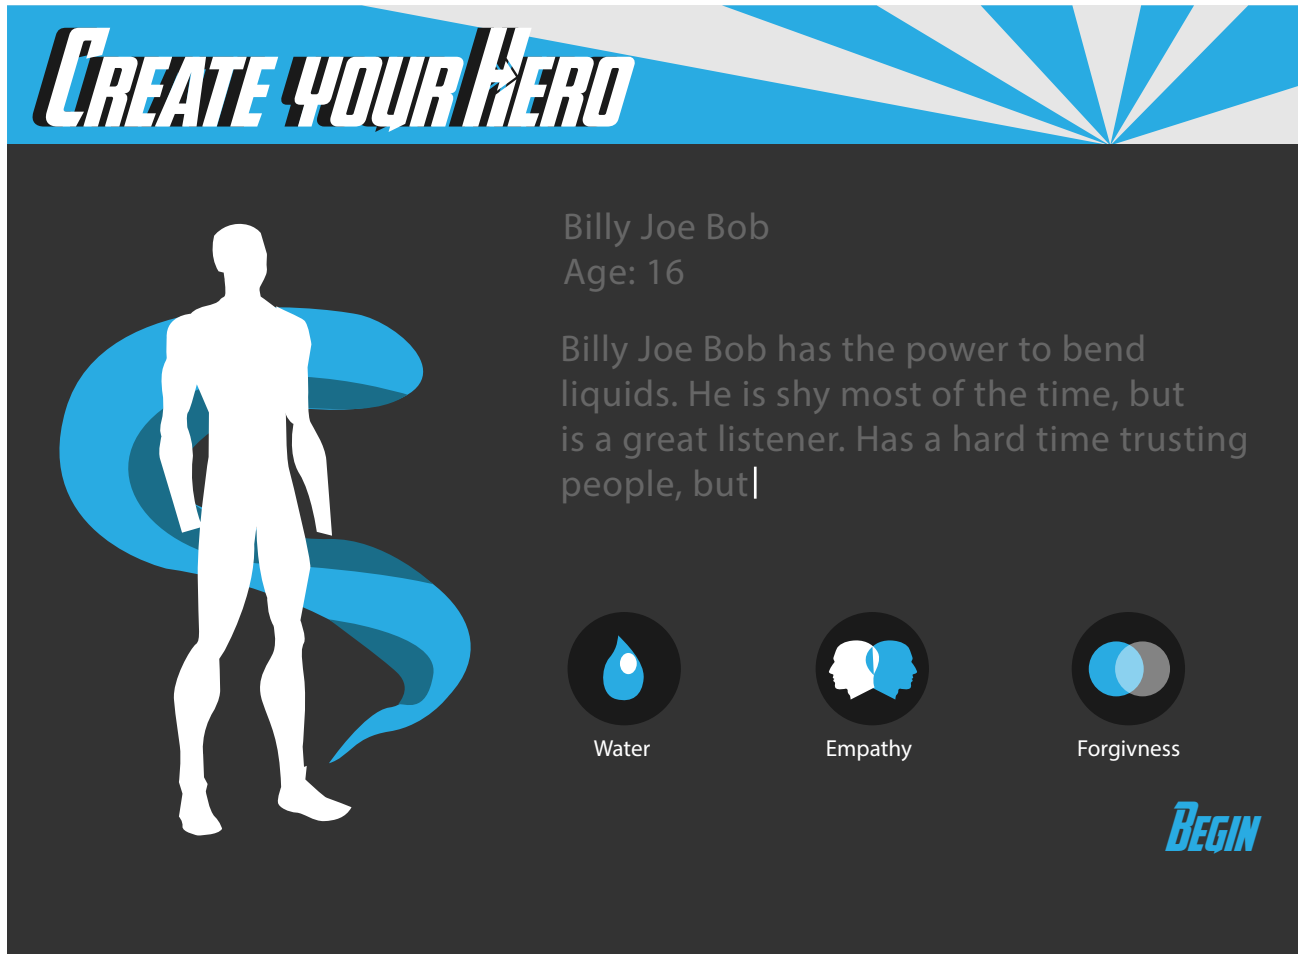 Create your Hero
Billy Joe Bob
Age: 16
Billy Joe Bob has the power to bend
liquids. He is shy most of the time, but
is a great listener. Has a hard time trusting
people, but
Water
Empathy
Forgivness
Begin